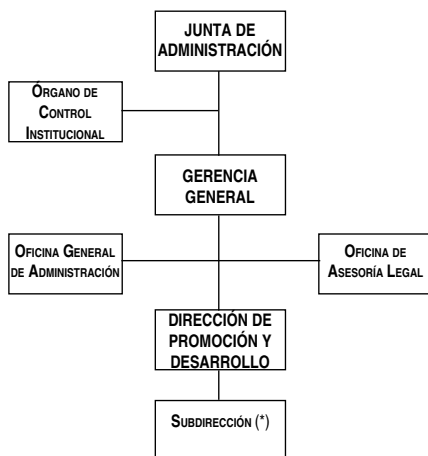 JUNTA DE
ADMINISTRACIÓN
ÓRGANO DE
CONTROL
INSTITUCIONAL
GERENCIA
GENERAL
OFICINA GENERAL
DE ADMINISTRACIÓN
OFICINA DE
ASESORÍA LEGAL
DIRECCIÓN DE
PROMOCIÓN Y
DESARROLLO
SUBDIRECCIÓN (*)